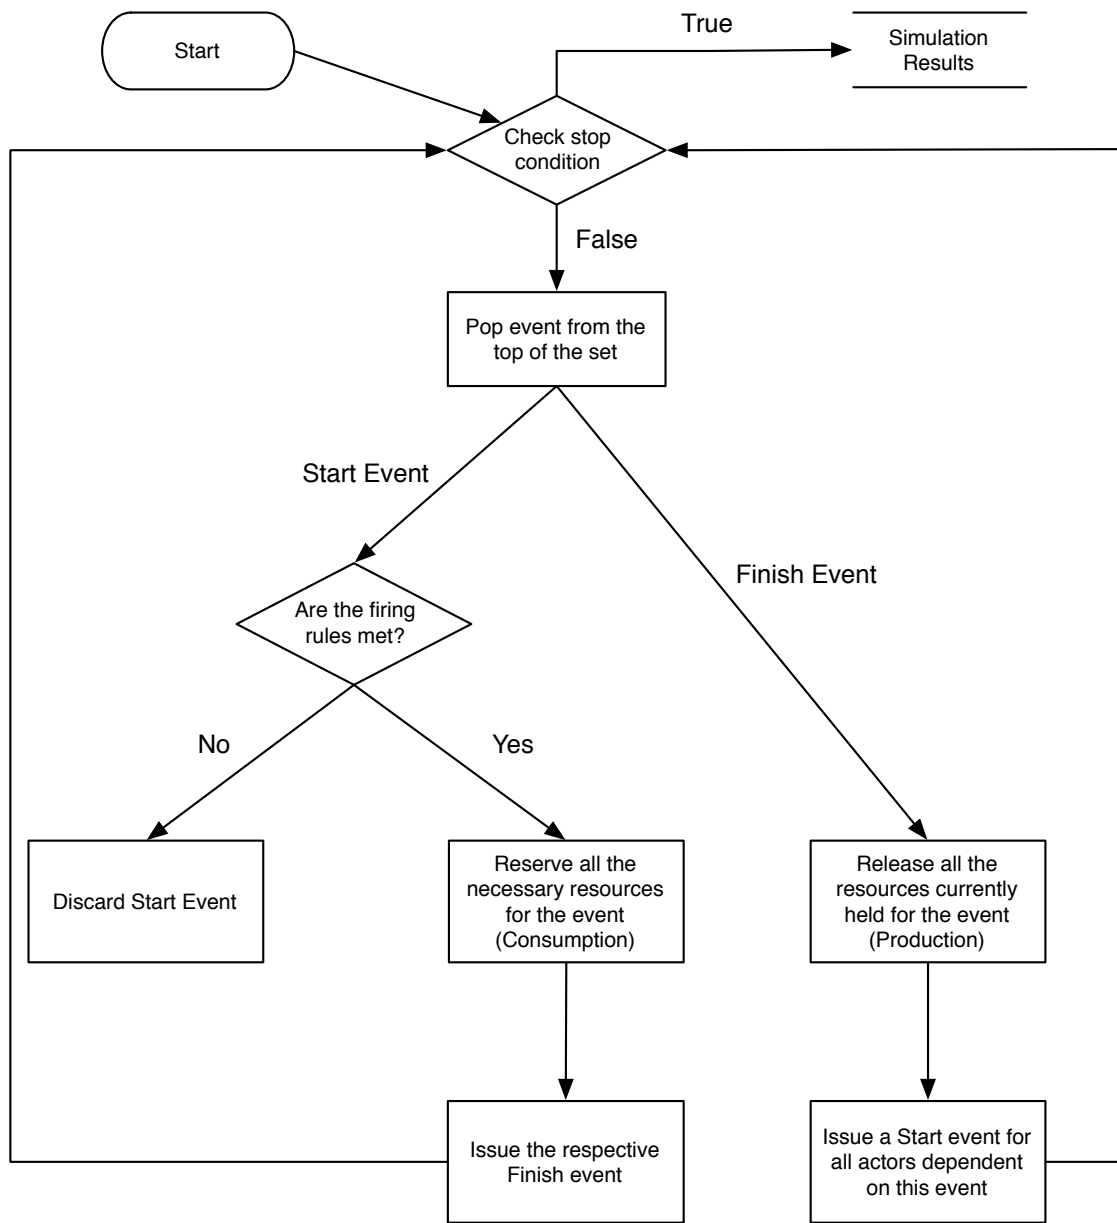 Start
True
Simulation
Results
Check stop
condition
False
Pop event from the
top of the set
Start Event
Finish Event
Are the firing
rules met?
No
Yes
Discard Start Event
Reserve all the
necessary resources
for the event
(Consumption)
Release all the
resources currently
held for the event
(Production)
Issue the respective
Finish event
Issue a Start event for
all actors dependent
on this event